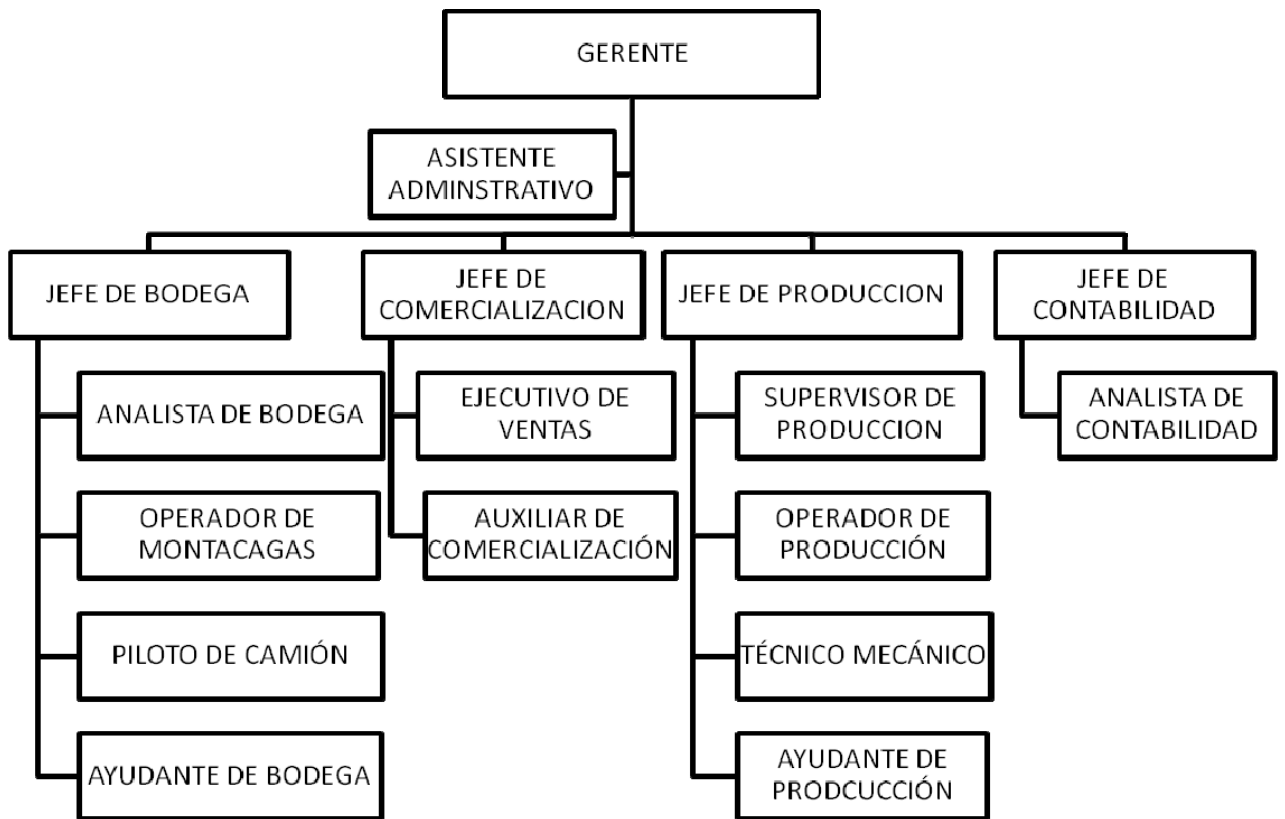 GERENTE
ASISTENTE
ADMINSTRATIVO
JEFE DE BODEGA
JEFE DE
COMERCIALIZACION
JEFE DE PRODUCCION
JEFE DE
CONTABILIDAD
ANALISTA DE BODEGA
EJECUTIVO DE
VENTAS
SUPERVISOR DE
PRODUCCION
ANALISTA DE
CONTABILIDAD
OPERADOR DE
MONTACAGAS
AUXILIAR DE
COMERCIALIZACIÓN
OPERADOR DE
PRODUCCIÓN
PILOTO DE CAMIÓN
TÉCNICO MECÁNICO
AYUDANTE DE BODEGA
AYUDANTE DE
PRODCUCCIÓN